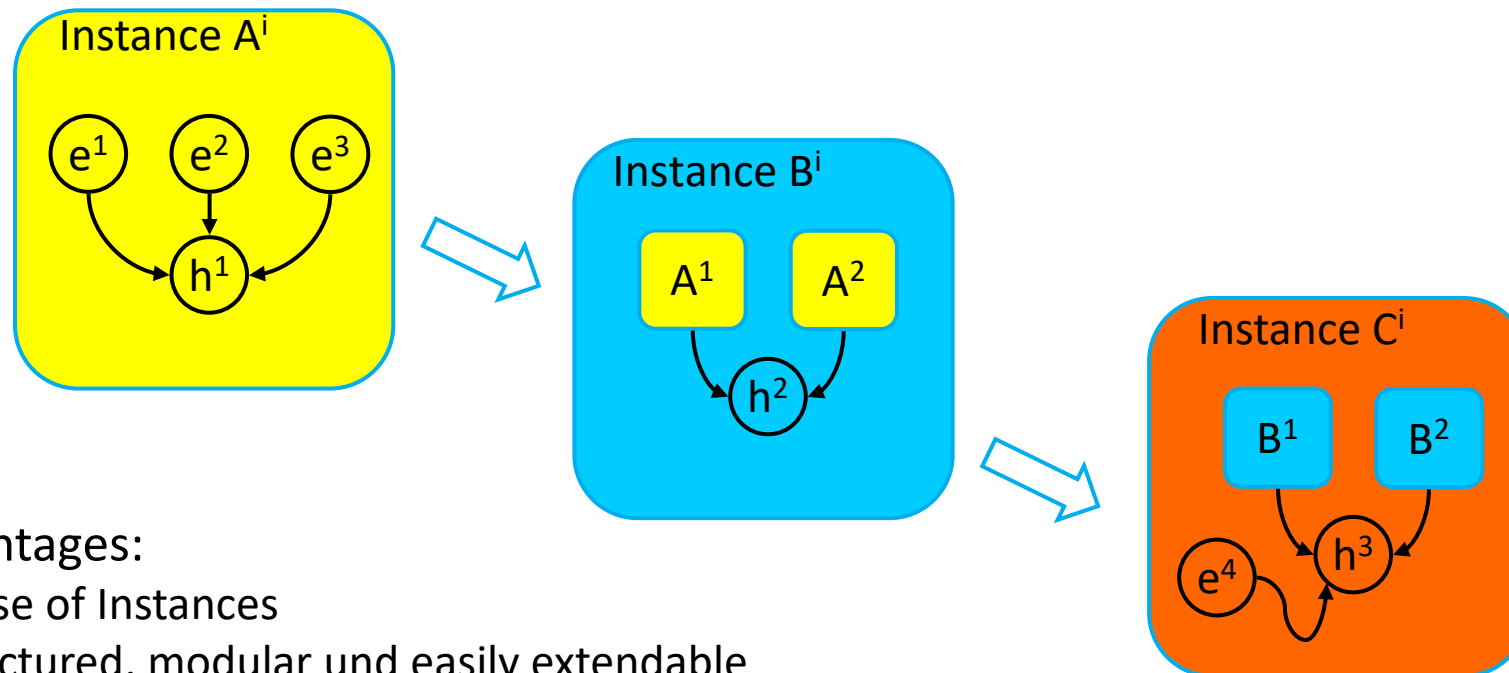 Instance Aⁱ
e¹ e² e³
h¹
Instance Bⁱ
A¹ A²
h²
Instance Cⁱ
B¹ B²
h³
e⁴
ntages:
se of Instances
ctured, modular und easily extendable